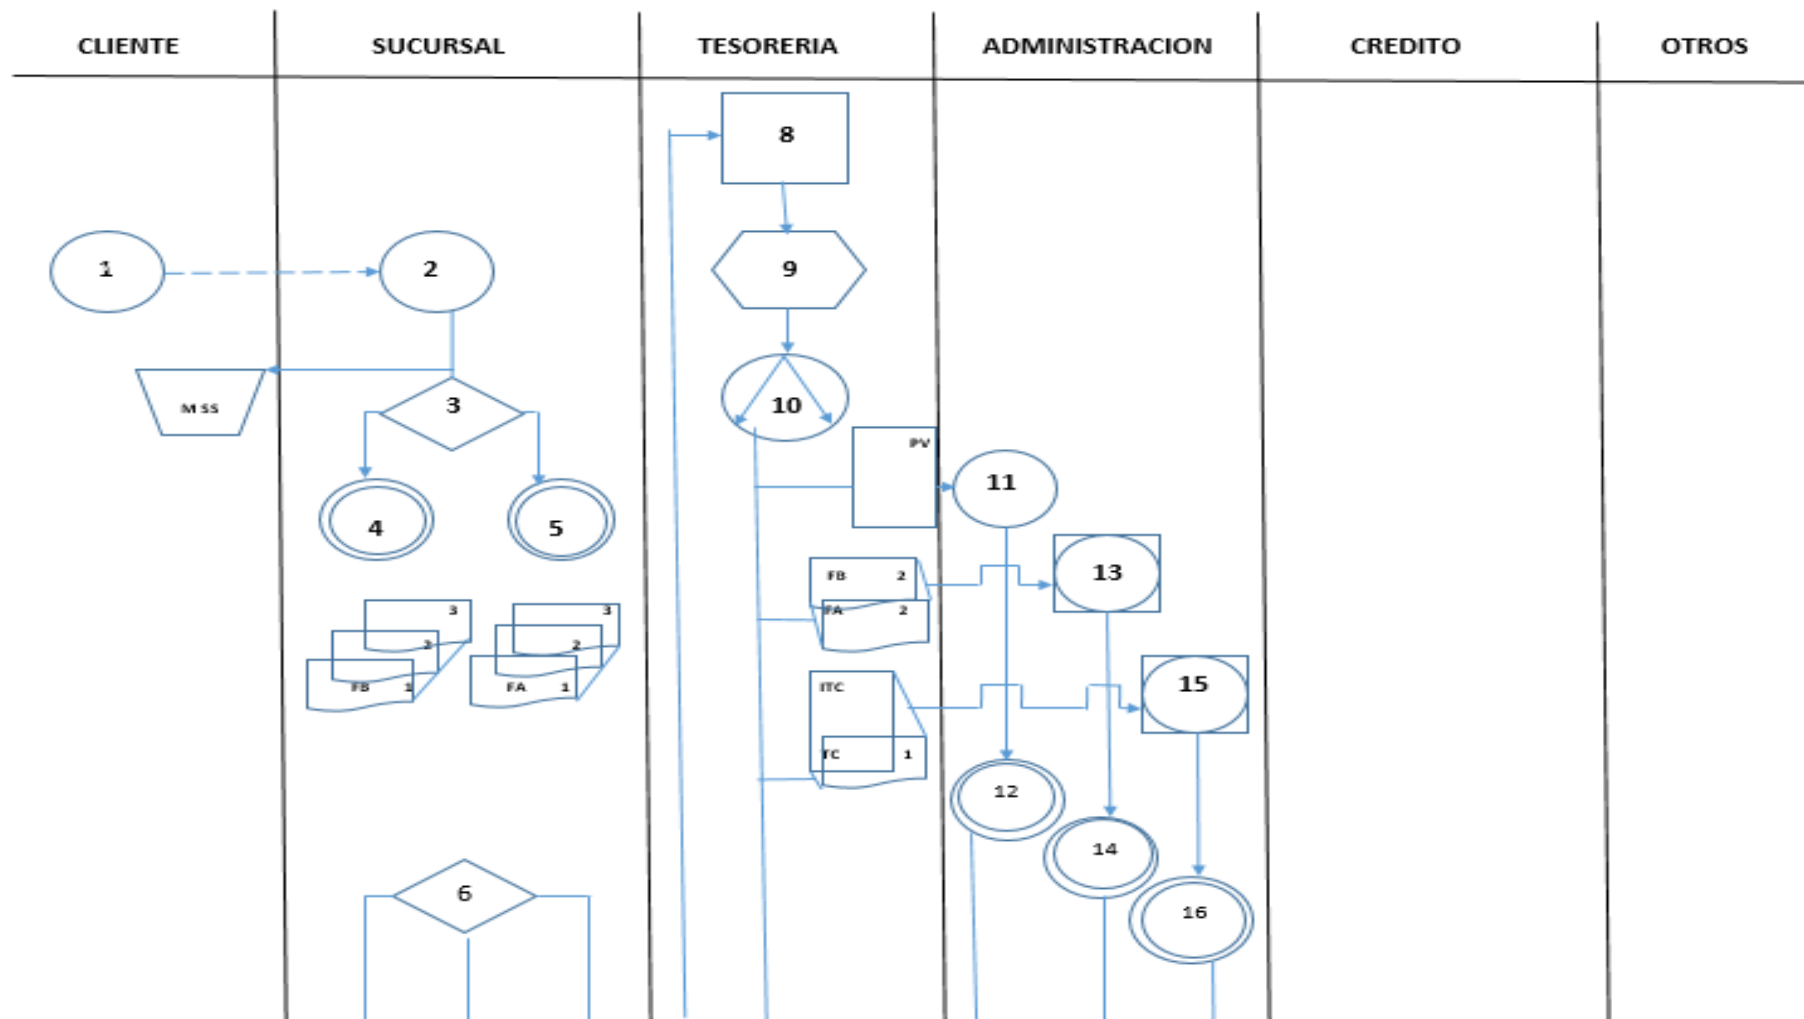 CLIENTE SUCURSAL TESORERIA ADMINISTRACION CREDITO OTROS
8
1 2 9
M SS 3 10
PV
11
4 5
FB 2 13
3 3 FA 2
2 2
FB 1 FA 1 ITC 15
TC 1
12
14
6
16